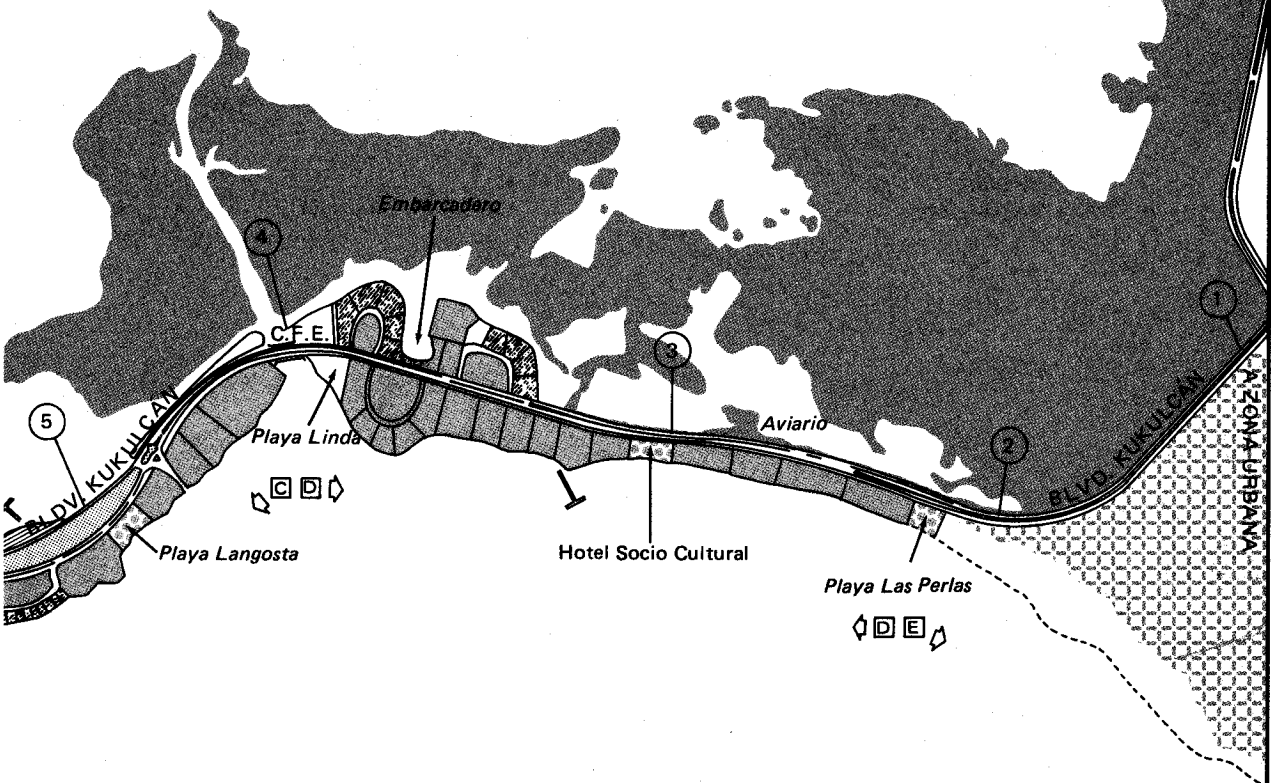 Embarcadero
4
1
C.F.E.
3
5
BLDV. KUKULCAN
Playa Linda
Aviario
2
BLVD. KUKULCAN
A ZONA URBANA
C D
Playa Langosta
Hotel Socio Cultural
Playa Las Perlas
D E